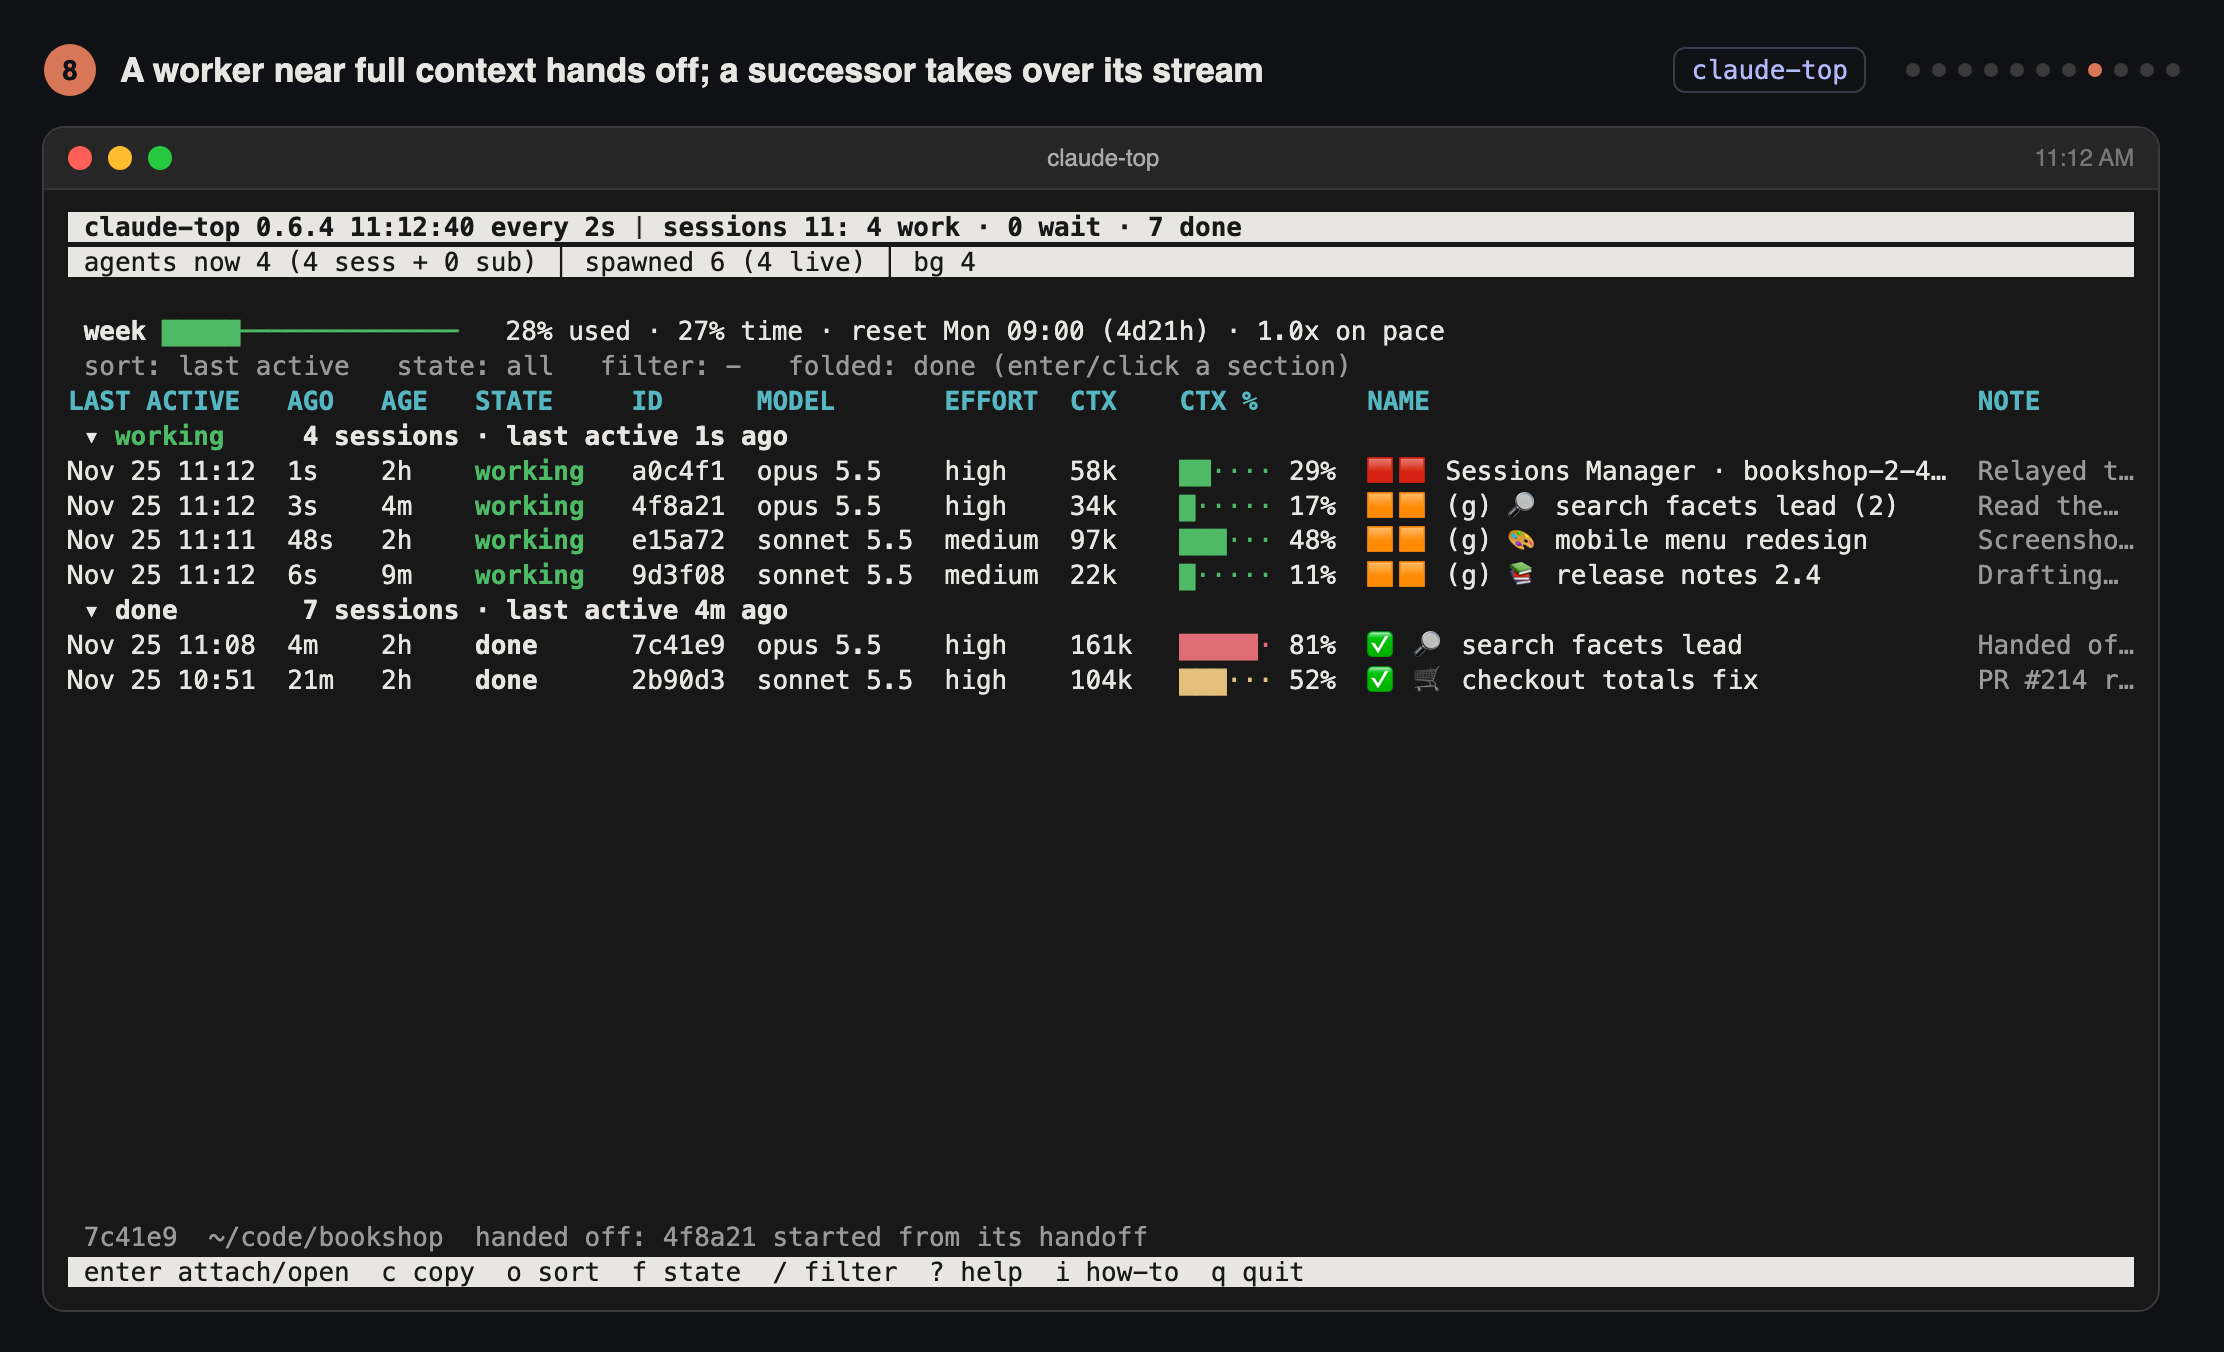 8 A worker near full context hands off; a successor takes over its stream claude-top
claude-top 11:12 AM
claude-top 0.6.4 11:12:40 every 2s | sessions 11: 4 work · 0 wait · 7 done
agents now 4 (4 sess + 0 sub) │ spawned 6 (4 live) │ bg 4
week 28% used · 27% time · reset Mon 09:00 (4d21h) · 1.0x on pace
sort: last active state: all filter: – folded: done (enter/click a section)
LAST ACTIVE AGO AGE STATE ID MODEL EFFORT CTX CTX % NAME NOTE
▾ working 4 sessions · last active 1s ago
Nov 25 11:12 1s 2h working a0c4f1 opus 5.5 high 58k 29% 🟥🟥 Sessions Manager · bookshop-2-4… Relayed t…
Nov 25 11:12 3s 4m working 4f8a21 opus 5.5 high 34k 17% 🟧🟧 (g) 🔎 search facets lead (2) Read the…
Nov 25 11:11 48s 2h working e15a72 sonnet 5.5 medium 97k 48% 🟧🟧 (g) 🎨 mobile menu redesign Screensho…
Nov 25 11:12 6s 9m working 9d3f08 sonnet 5.5 medium 22k 11% 🟧🟧 (g) 📚 release notes 2.4 Drafting…
▾ done 7 sessions · last active 4m ago
Nov 25 11:08 4m 2h done 7c41e9 opus 5.5 high 161k 81% ✅ 🔎 search facets lead Handed of…
Nov 25 10:51 21m 2h done 2b90d3 sonnet 5.5 high 104k 52% ✅ 🛒 checkout totals fix PR #214 r…
7c41e9 ~/code/bookshop handed off: 4f8a21 started from its handoff
enter attach/open c copy o sort f state / filter ? help i how-to q quit